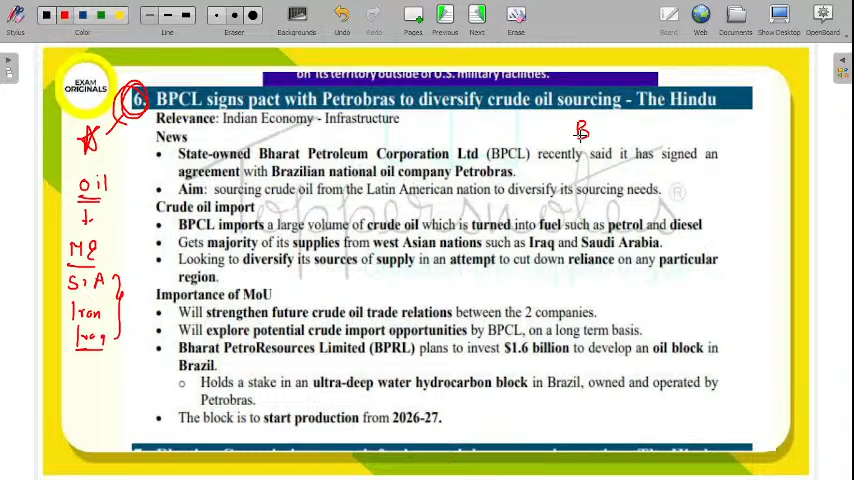 Stylus
Color
Line
Eraser
Backgrounds
Undo
Redo
Pages
Previous
Next
Erase
Board
Web
Documents
Show Desktop
OpenBoard
on its territory outside of U.S. military facilities.
EXAM
ORIGINALS
6. BPCL signs pact with Petrobras to diversify crude oil sourcing - The Hindu
Relevance: Indian Economy - Infrastructure
B
News
• State-owned Bharat Petroleum Corporation Ltd (BPCL) recently said it has signed an
agreement with Brazilian national oil company Petrobras.
• Aim: sourcing crude oil from the Latin American nation to diversify its sourcing needs.
Crude oil import
• BPCL imports a large volume of crude oil which is turned into fuel such as petrol and diesel
• Gets majority of its supplies from west Asian nations such as Iraq and Saudi Arabia.
• Looking to diversify its sources of supply in an attempt to cut down reliance on any particular
region.
Importance of MoU
• Will strengthen future crude oil trade relations between the 2 companies.
• Will explore potential crude import opportunities by BPCL, on a long term basis.
• Bharat PetroResources Limited (BPRL) plans to invest $1.6 billion to develop an oil block in
Brazil.
o Holds a stake in an ultra-deep water hydrocarbon block in Brazil, owned and operated by
Petrobras.
• The block is to start production from 2026-27.
Toppersnotes®
oil
ME
Iran
Iraq